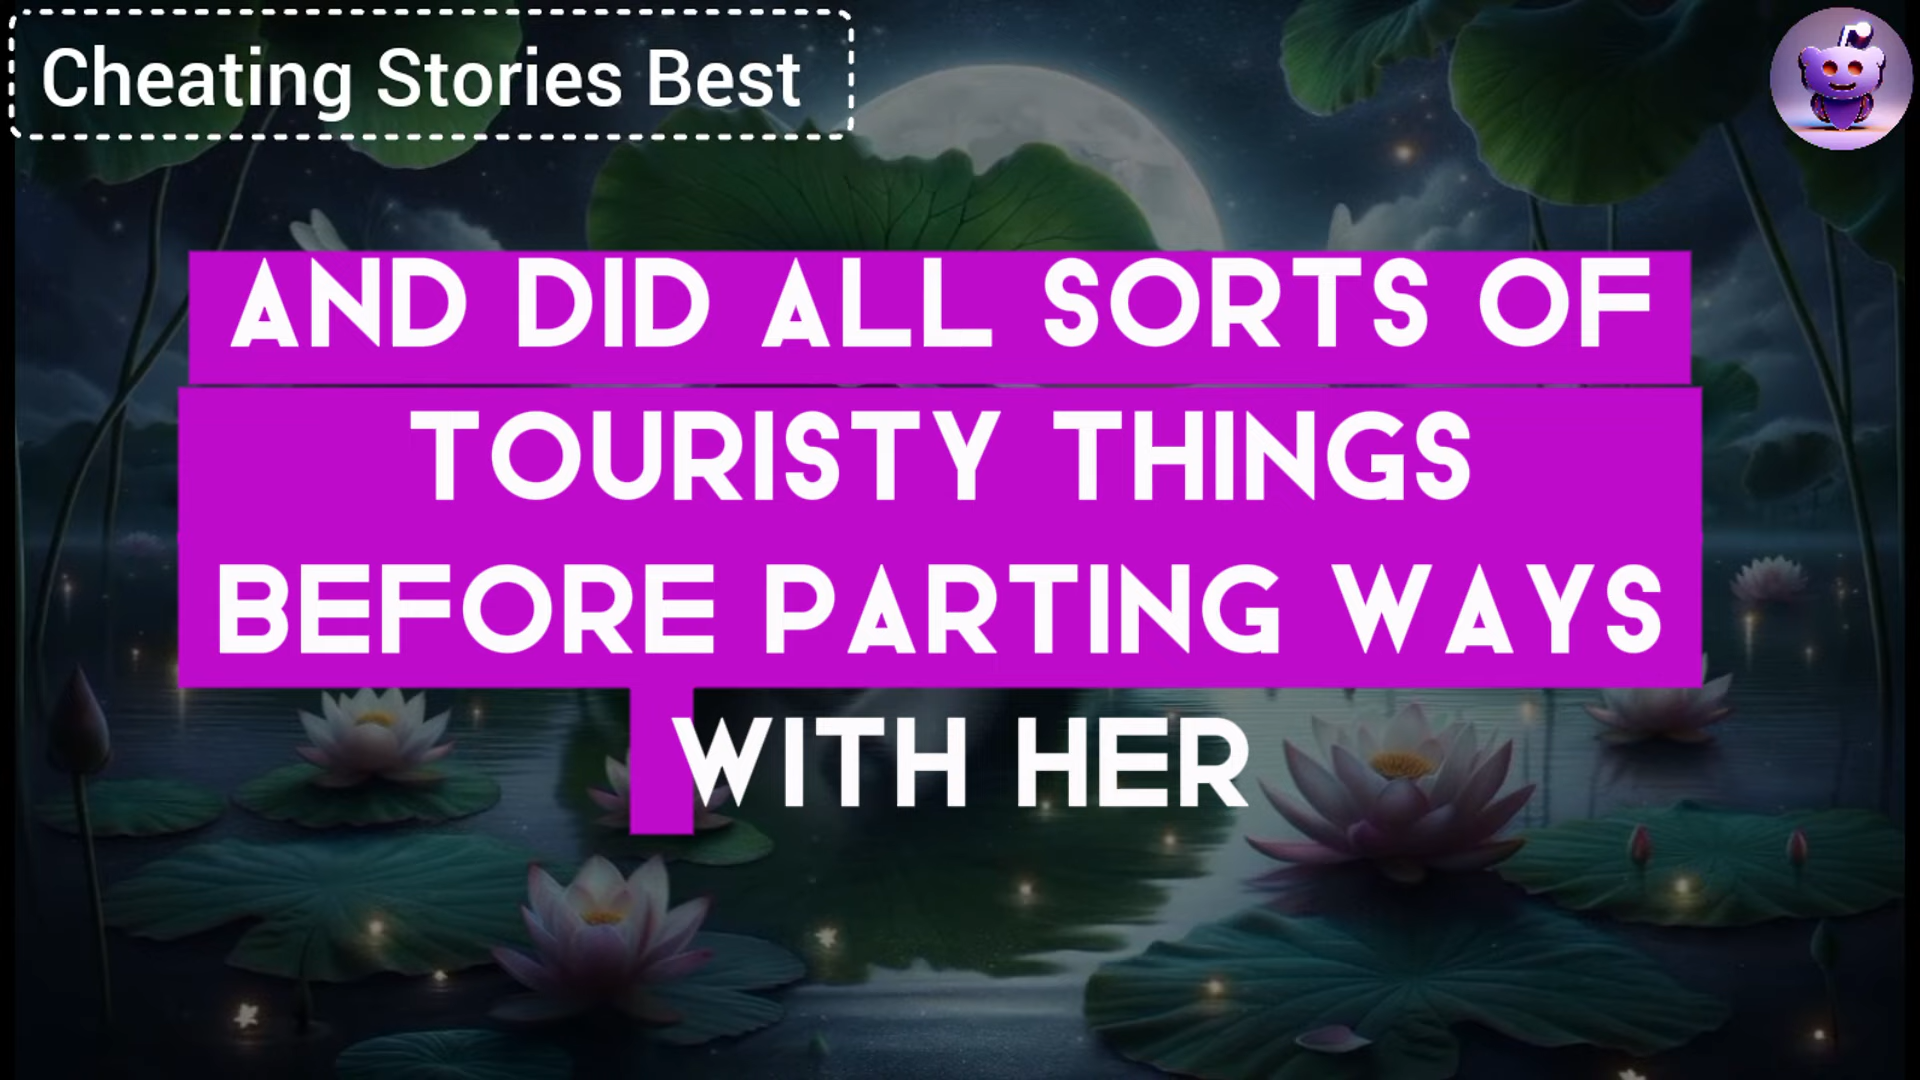 Cheating Stories Best
AND DID ALL SORTS OF
TOURISTY THINGS
BEFORE PARTING WAYS
WITH HER